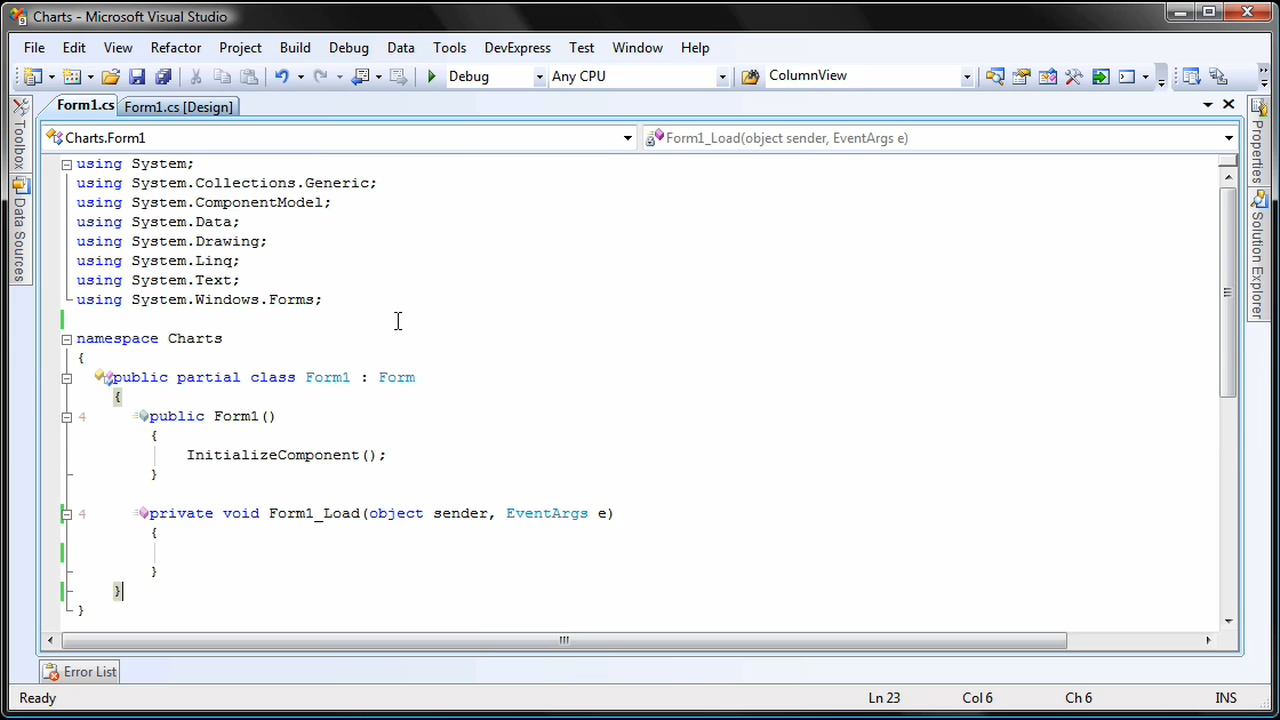 Charts - Microsoft Visual Studio
File Edit View Refactor Project Build Debug Data Tools DevExpress Test Window Help
Debug Any CPU ColumnView
Form1.cs Form1.cs [Design]
Charts.Form1 Form1_Load(object sender, EventArgs e)
Toolbox
Data Sources
Properties
Solution Explorer
using System;
using System.Collections.Generic;
using System.ComponentModel;
using System.Data;
using System.Drawing;
using System.Linq;
using System.Text;
using System.Windows.Forms;
namespace Charts
{
public partial class Form1 : Form
{
4 public Form1()
{
InitializeComponent();
}
4 private void Form1_Load(object sender, EventArgs e)
{
}
}
}
Error List
Ready Ln 23 Col 6 Ch 6 INS